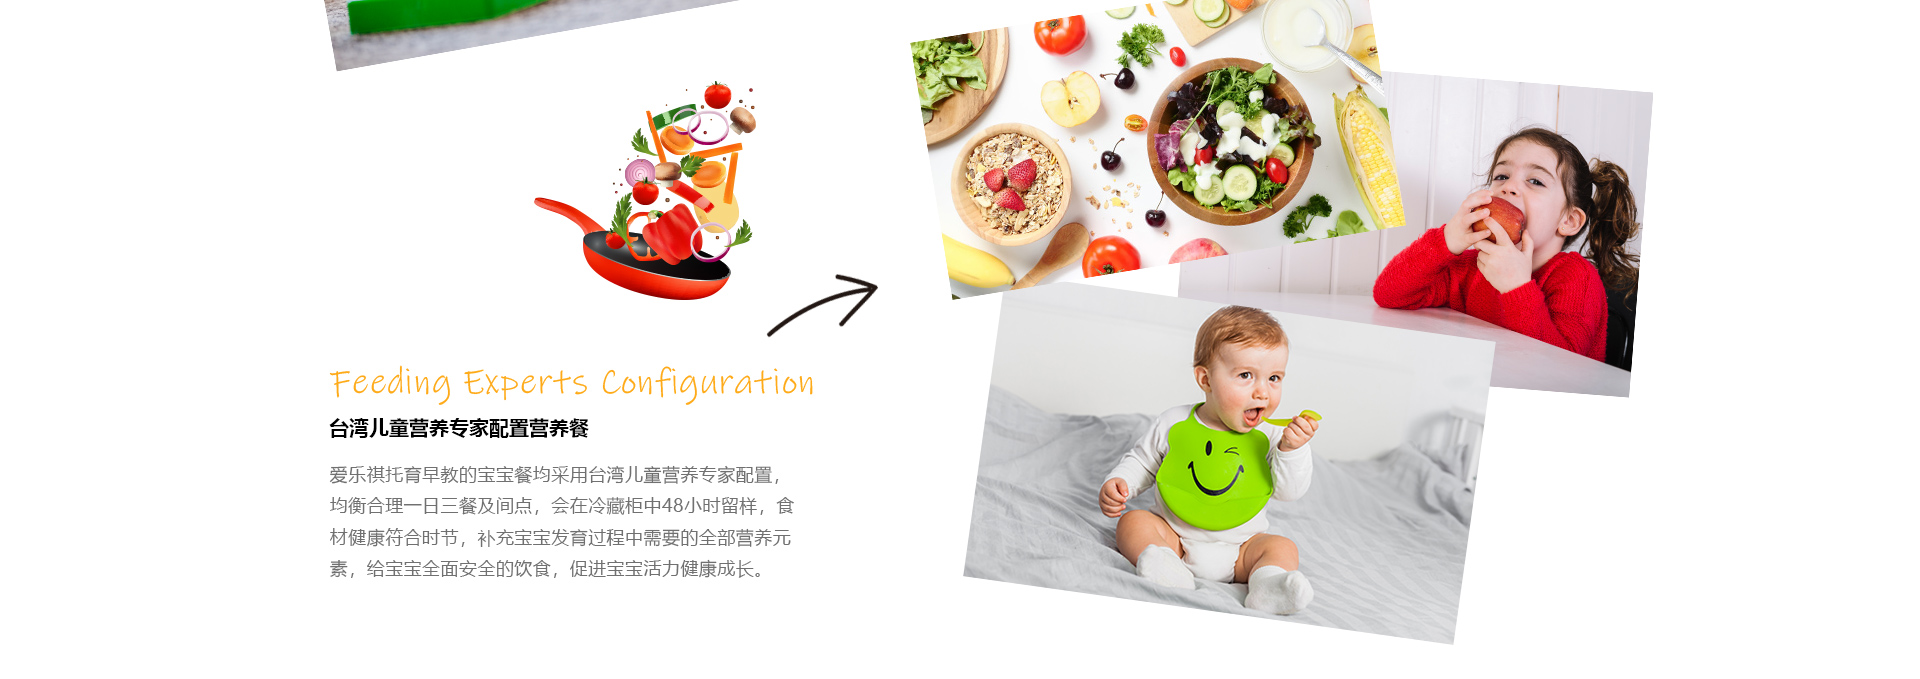 Feeding Experts Configuration
台湾儿童营养专家配置营养餐
爱乐祺托育早教的宝宝餐均采用台湾儿童营养专家配置，
均衡合理一日三餐及间点，会在冷藏柜中48小时留样，食
材健康符合时节，补充宝宝发育过程中需要的全部营养元
素，给宝宝全面安全的饮食，促进宝宝活力健康成长。